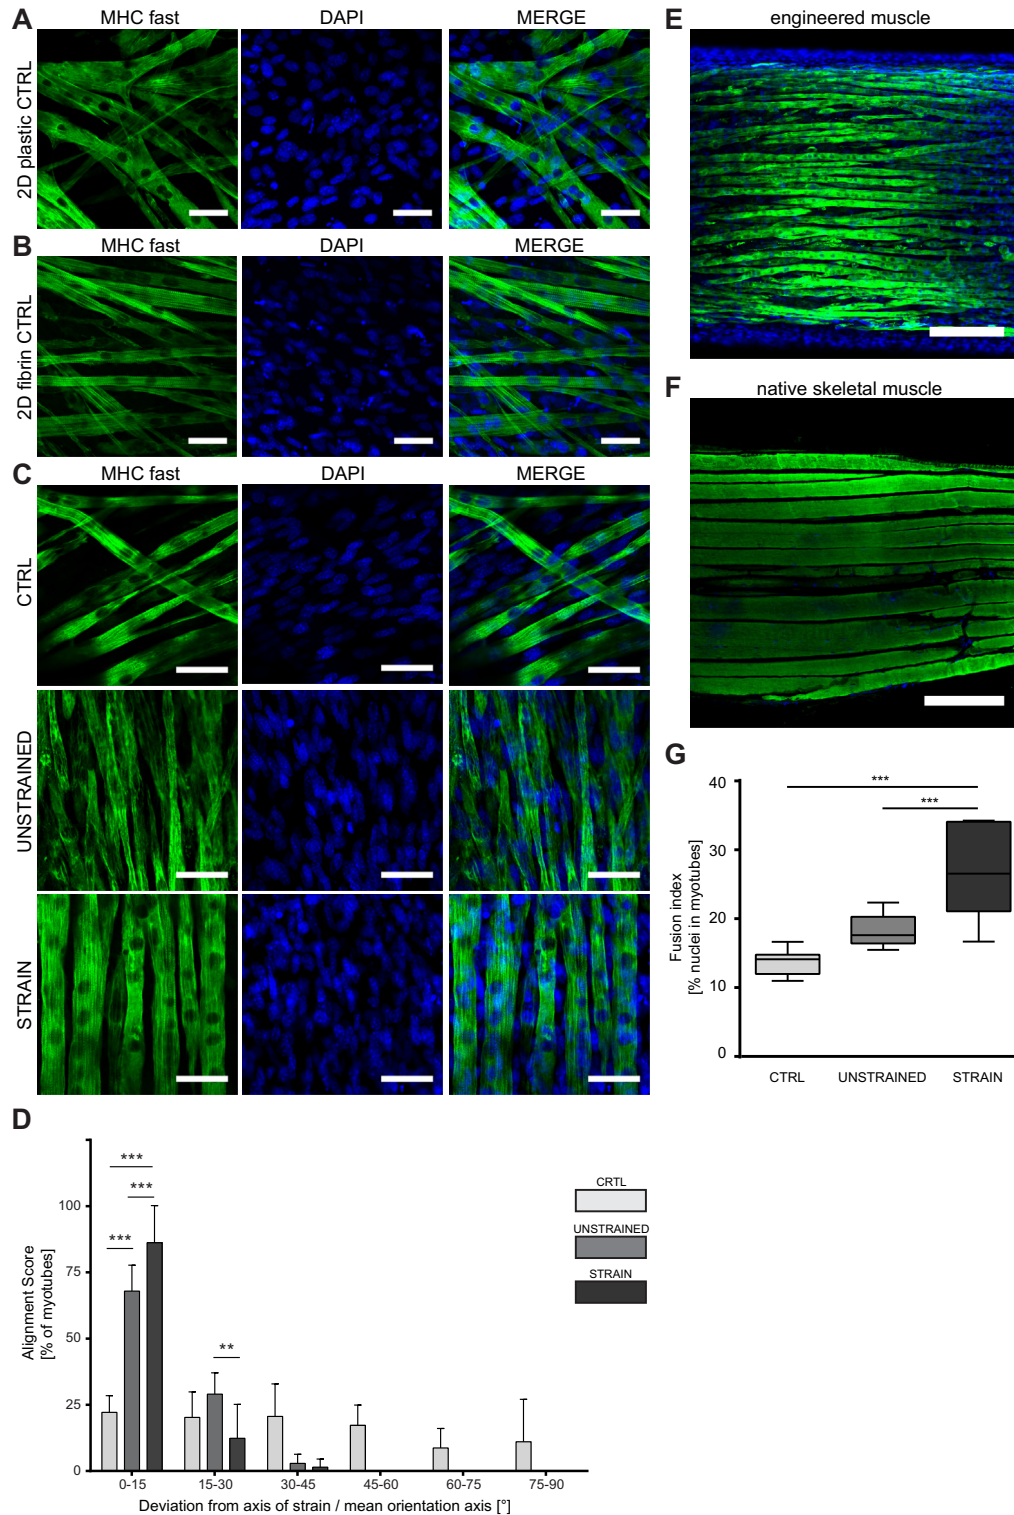 A
MHC fast
DAPI
MERGE
2D plastic CTRL
B
MHC fast
DAPI
MERGE
2D fibrin CTRL
C
MHC fast
DAPI
MERGE
CTRL
UNSTRAINED
STRAIN
D
Alignment Score
[% of myotubes]
100
75
50
25
0
***
***
***
**
0-15
15-30
30-45
45-60
60-75
75-90
Deviation from axis of strain / mean orientation axis [°]
CRTL
UNSTRAINED
STRAIN
E
engineered muscle
F
native skeletal muscle
G
Fusion index
[% nuclei in myotubes]
40
30
20
10
0
***
***
CTRL
UNSTRAINED
STRAIN